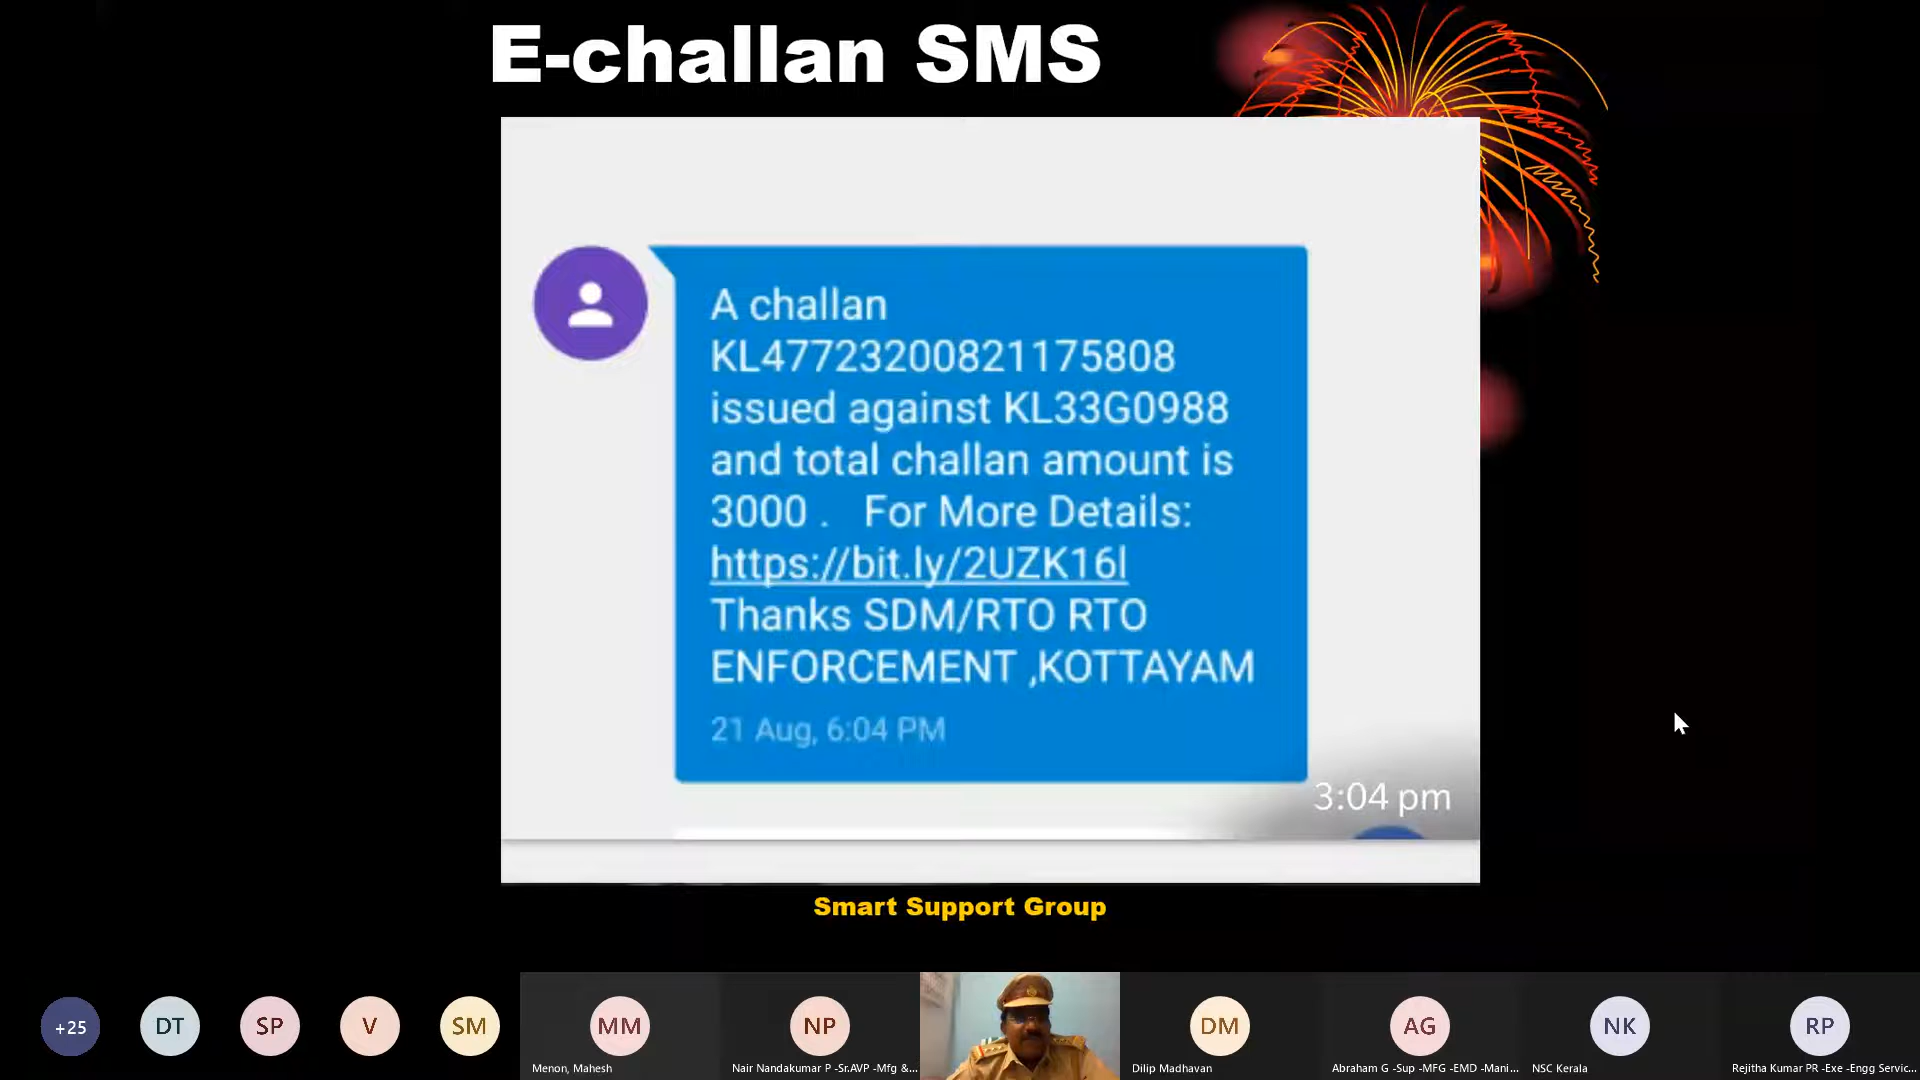 E-challan SMS
A challan
KL47723200821175808
issued against KL33G0988
and total challan amount is
3000 . For More Details:
https://bit.ly/2UZK16l
Thanks SDM/RTO RTO
ENFORCEMENT ,KOTTAYAM
21 Aug, 6:04 PM
3:04 pm
Smart Support Group
+25
DT
SP
V
SM
MM
NP
DM
AG
NK
RP
Menon, Mahesh
Nair Nandakumar P -Sr.AVP -Mfg &...
Dilip Madhavan
Abraham G -Sup -MFG -EMD -Mani...
NSC Kerala
Rejitha Kumar PR -Exe -Engg Servic...